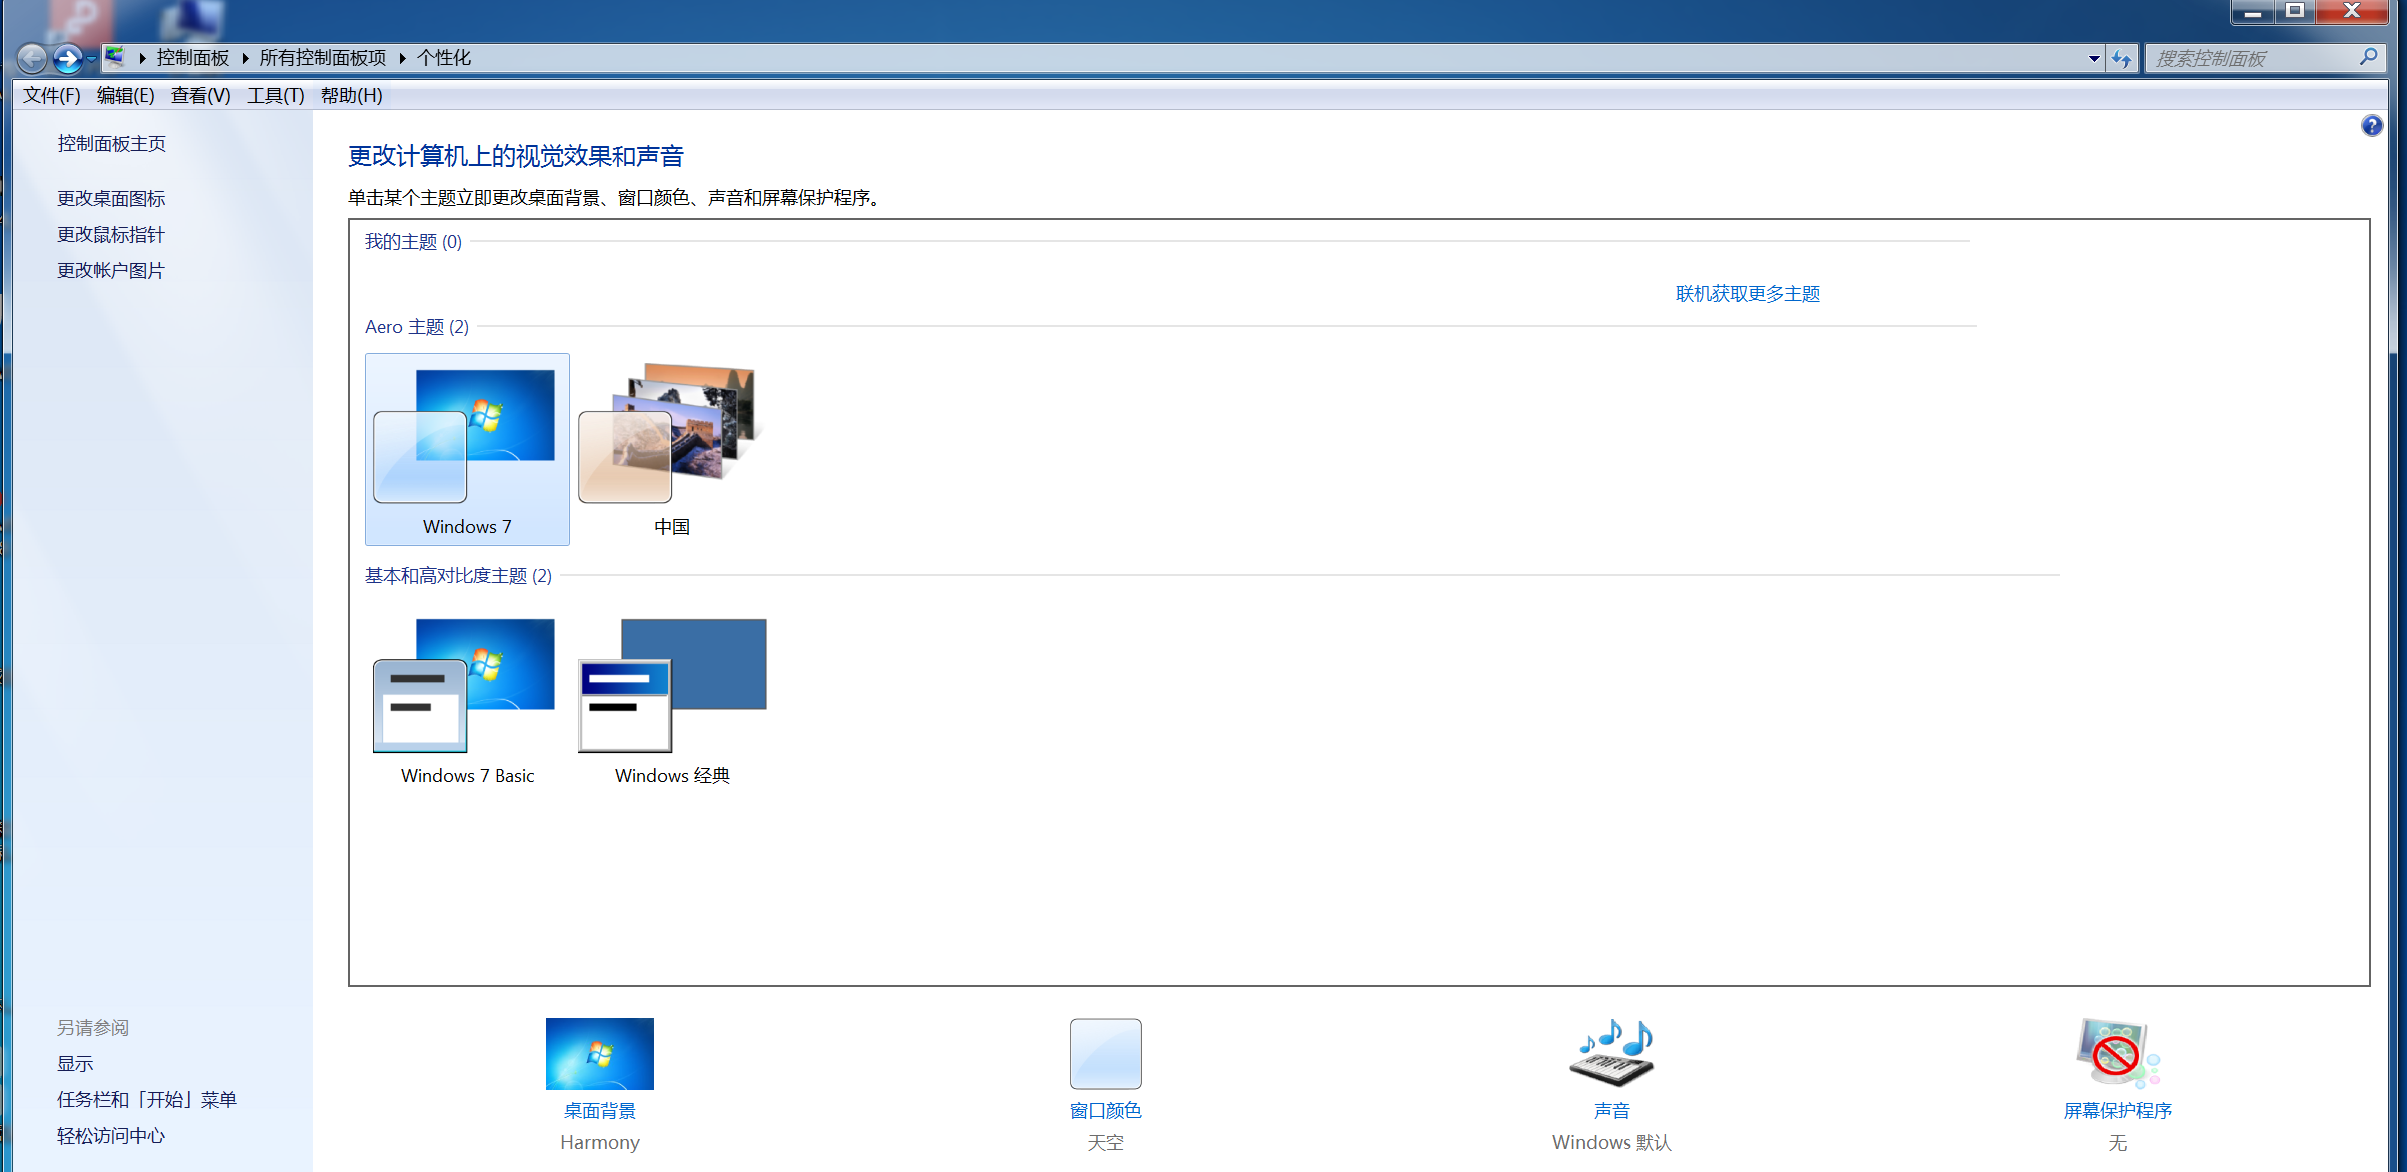 控制面板 ▸ 所有控制面板项 ▸ 个性化
搜索控制面板
文件(F) 编辑(E) 查看(V) 工具(T) 帮助(H)
控制面板主页
更改桌面图标
更改鼠标指针
更改帐户图片
更改计算机上的视觉效果和声音
单击某个主题立即更改桌面背景、窗口颜色、声音和屏幕保护程序。
我的主题 (0)
联机获取更多主题
Aero 主题 (2)
Windows 7
中国
基本和高对比度主题 (2)
Windows 7 Basic
Windows 经典
另请参阅
显示
任务栏和「开始」菜单
轻松访问中心
桌面背景
Harmony
窗口颜色
天空
声音
Windows 默认
屏幕保护程序
无